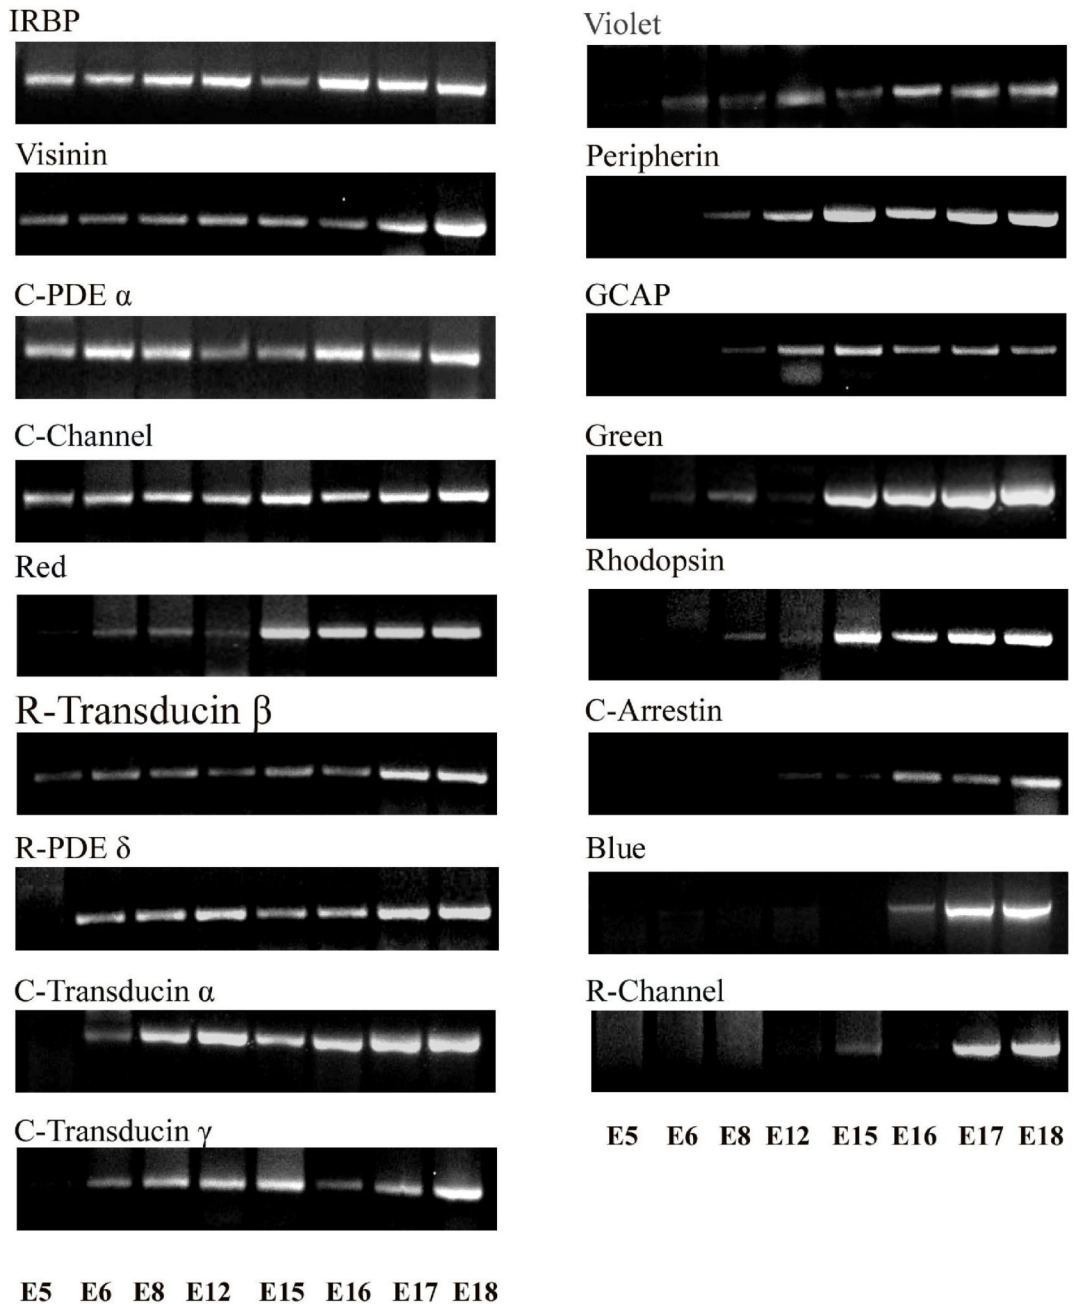 IRBP
Visinin
C-PDE α
C-Channel
Red
R-Transducin β
R-PDE δ
C-Transducin α
C-Transducin γ
E5 E6 E8 E12 E15 E16 E17 E18
Violet
Peripherin
GCAP
Green
Rhodopsin
C-Arrestin
Blue
R-Channel
E5 E6 E8 E12 E15 E16 E17 E18